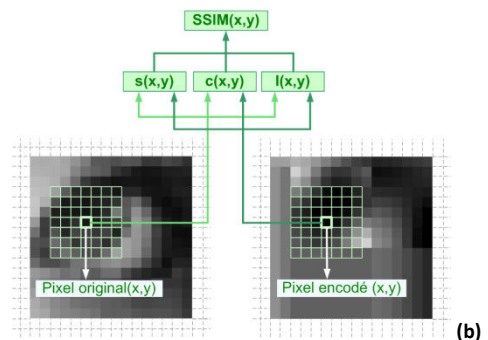 SSIM(x,y)
s(x,y) c(x,y) l(x,y)
Pixel original(x,y) Pixel encodé (x,y)
(b)